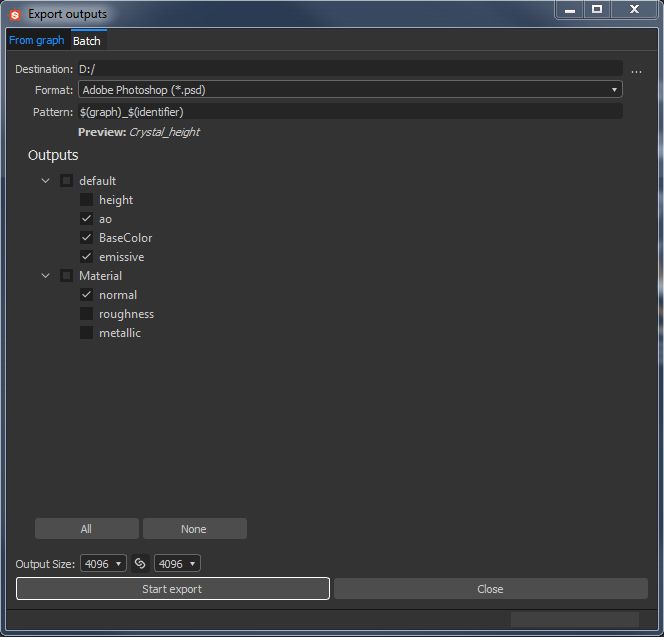 Export outputs
From graph Batch
Destination: D:/ ...
Format: Adobe Photoshop (*.psd)
Pattern: $(graph)_$(identifier)
Preview: Crystal_height
Outputs
default
height
ao
BaseColor
emissive
Material
normal
roughness
metallic
All None
Output Size: 4096 4096
Start export Close